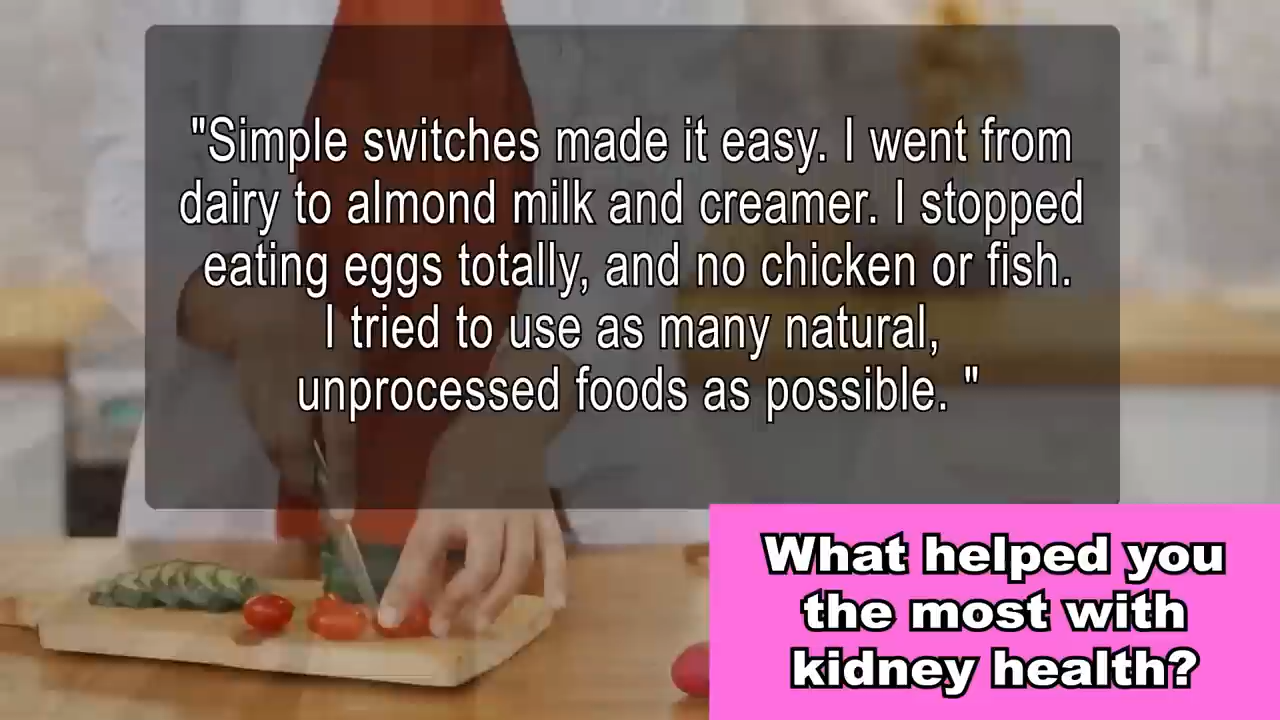 "Simple switches made it easy. I went from
dairy to almond milk and creamer. I stopped
eating eggs totally, and no chicken or fish.
I tried to use as many natural,
unprocessed foods as possible. "
What helped you
the most with
kidney health?